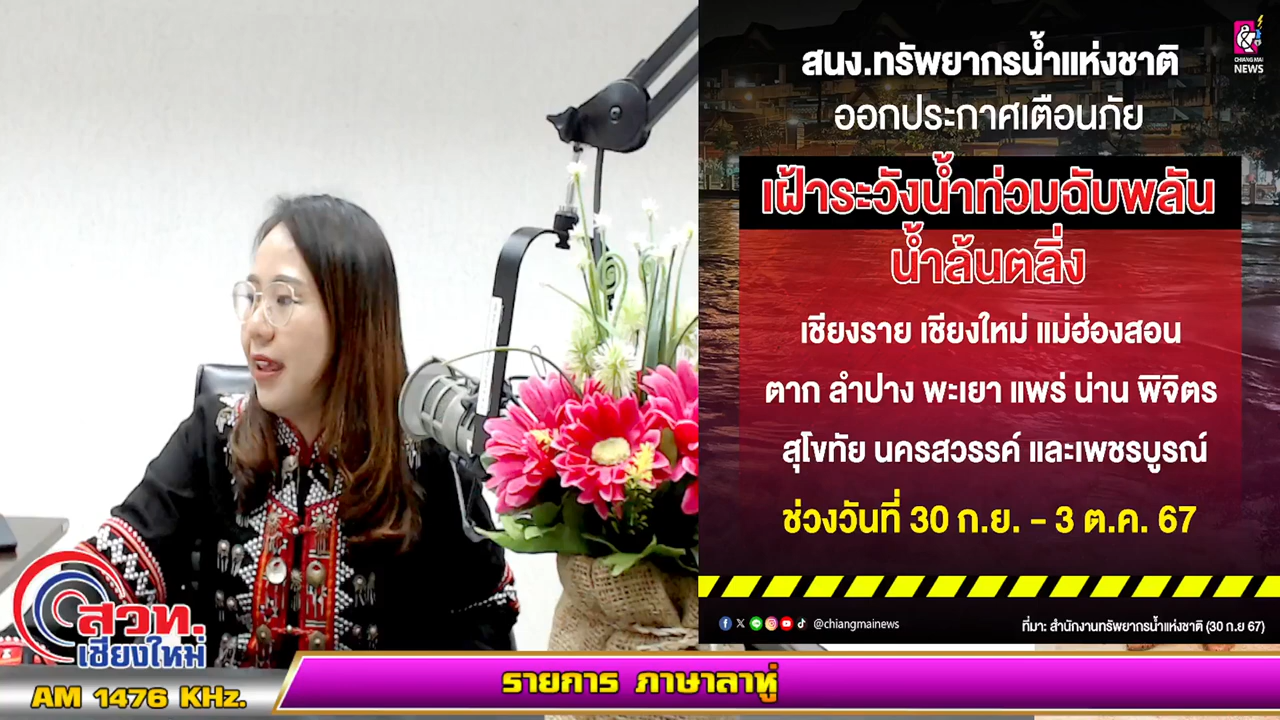 สนง.ทรัพยากรน้ำแห่งชาติ
ออกประกาศเตือนภัย
เฝ้าระวังน้ำท่วมฉับพลัน
น้ำล้นตลิ่ง
เชียงราย เชียงใหม่ แม่ฮ่องสอน
ตาก ลำปาง พะเยา แพร่ น่าน พิจิตร
สุโขทัย นครสวรรค์ และเพชรบูรณ์
ช่วงวันที่ 30 ก.ย. - 3 ต.ค. 67
CHIANG MAI
NEWS
@chiangmainews
ที่มา: สำนักงานทรัพยากรน้ำแห่งชาติ (30 ก.ย 67)
สวท.
เชียงใหม่
AM 1476 KHz.
รายการ ภาษาลาหู่